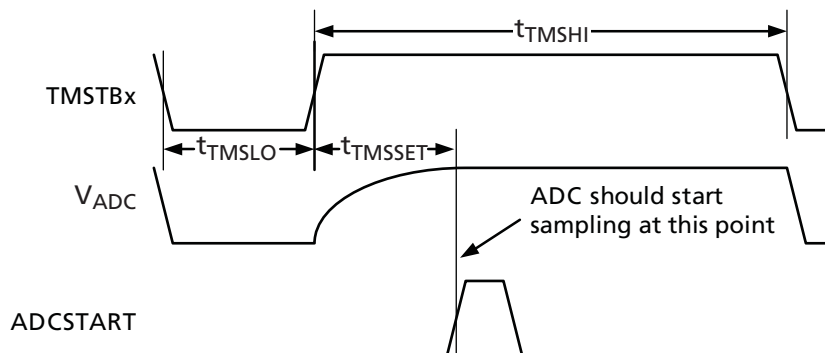 tTMSHI
TMSTBx
tTMSLO
tTMSSET
VADC
ADC should start
sampling at this point
ADCSTART